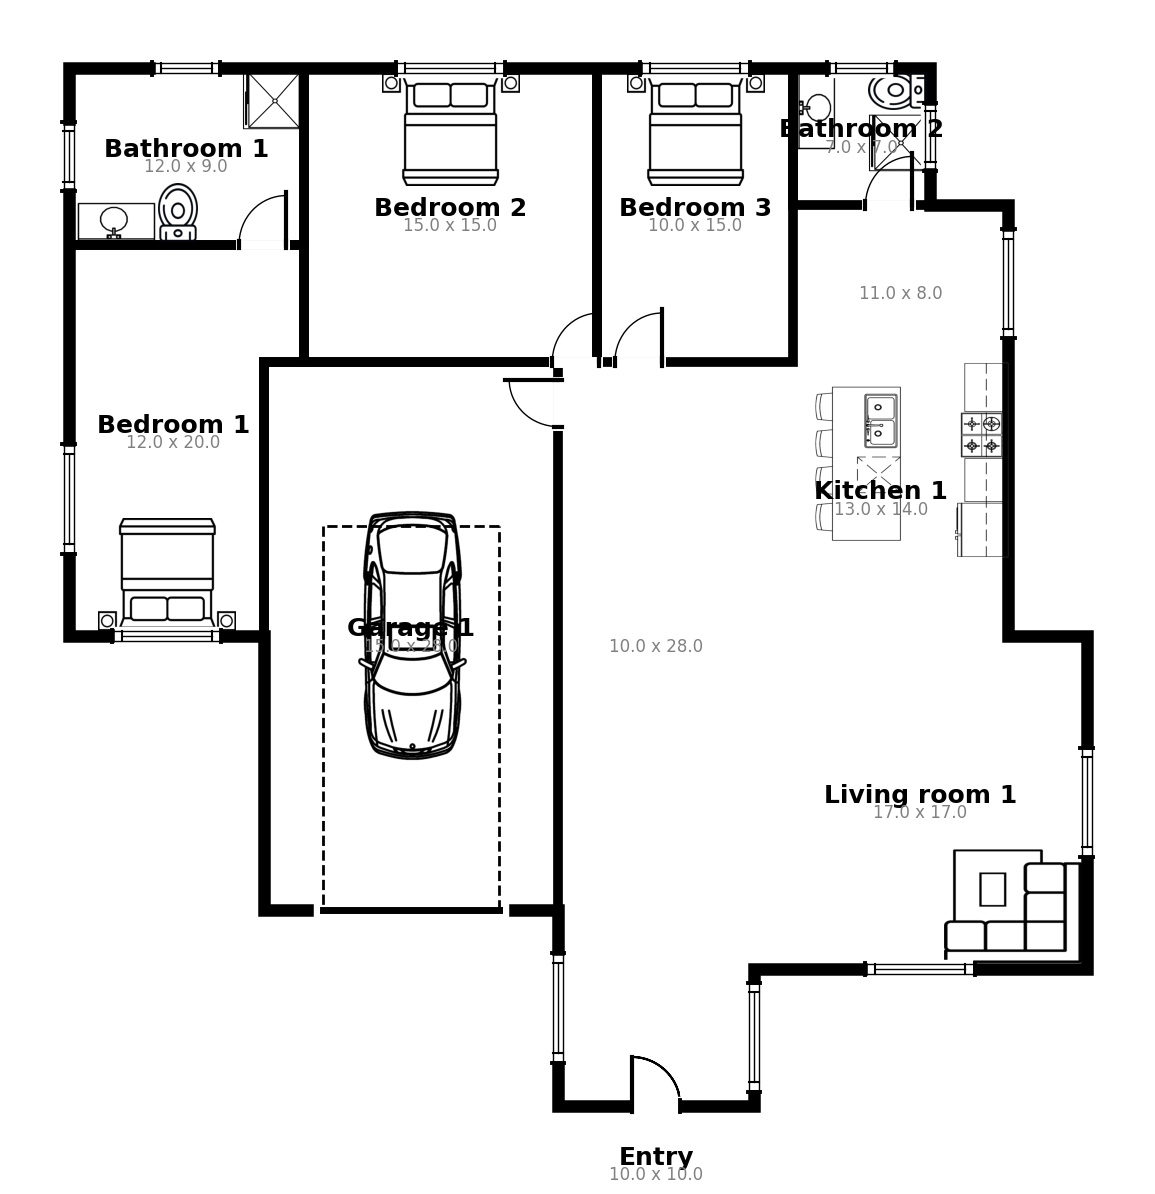 Bathroom 1
12.0 x 9.0
Bathroom 2
7.0 x 7.0
Bedroom 2
15.0 x 15.0
Bedroom 3
10.0 x 15.0
11.0 x 8.0
Bedroom 1
12.0 x 20.0
Kitchen 1
13.0 x 14.0
Garage 1
15.0 x 28.0
10.0 x 28.0
Living room 1
17.0 x 17.0
Entry
10.0 x 10.0